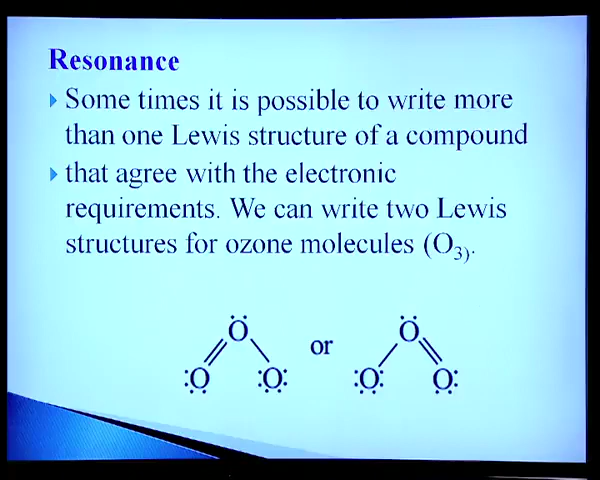 Resonance
Some times it is possible to write more
than one Lewis structure of a compound
that agree with the electronic
requirements. We can write two Lewis
structures for ozone molecules (O3).
O or O
O O O O